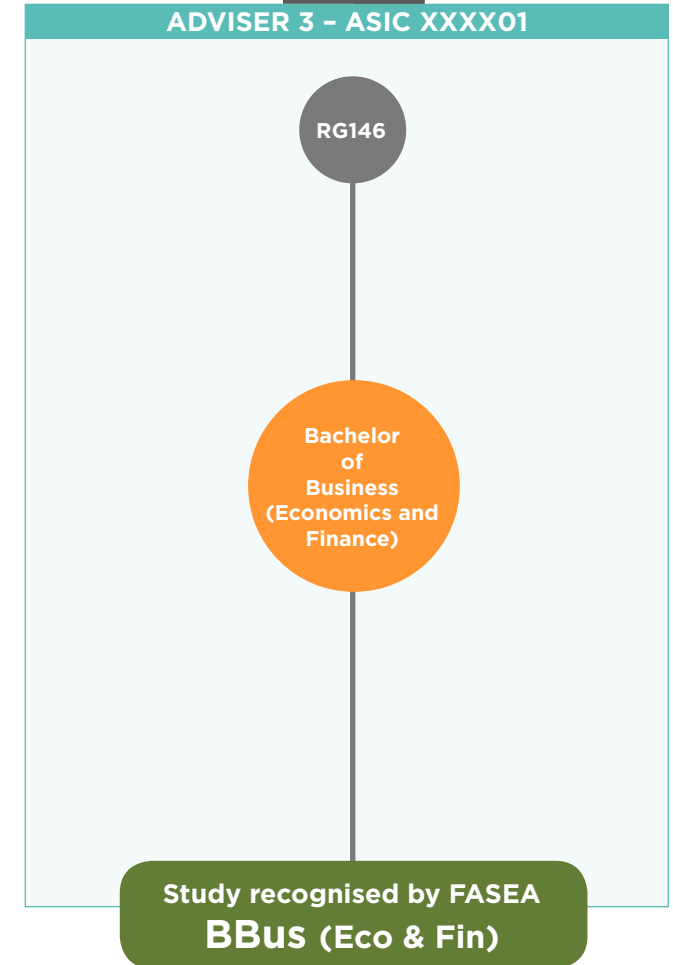 ADVISER 3 – ASIC XXXX01
RG146
Bachelor
of
Business
(Economics and
Finance)
Study recognised by FASEA
BBus (Eco & Fin)